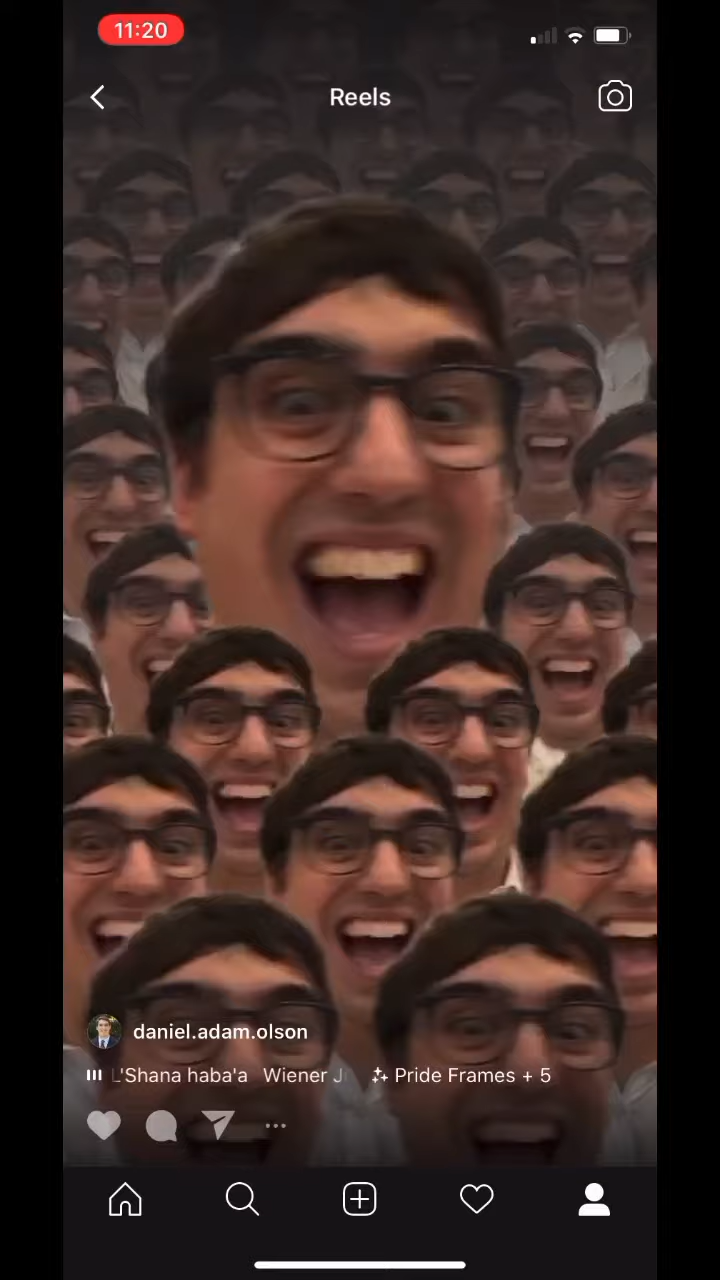 11:20
Reels
daniel.adam.olson
L'Shana haba'a Wiener J
Pride Frames + 5